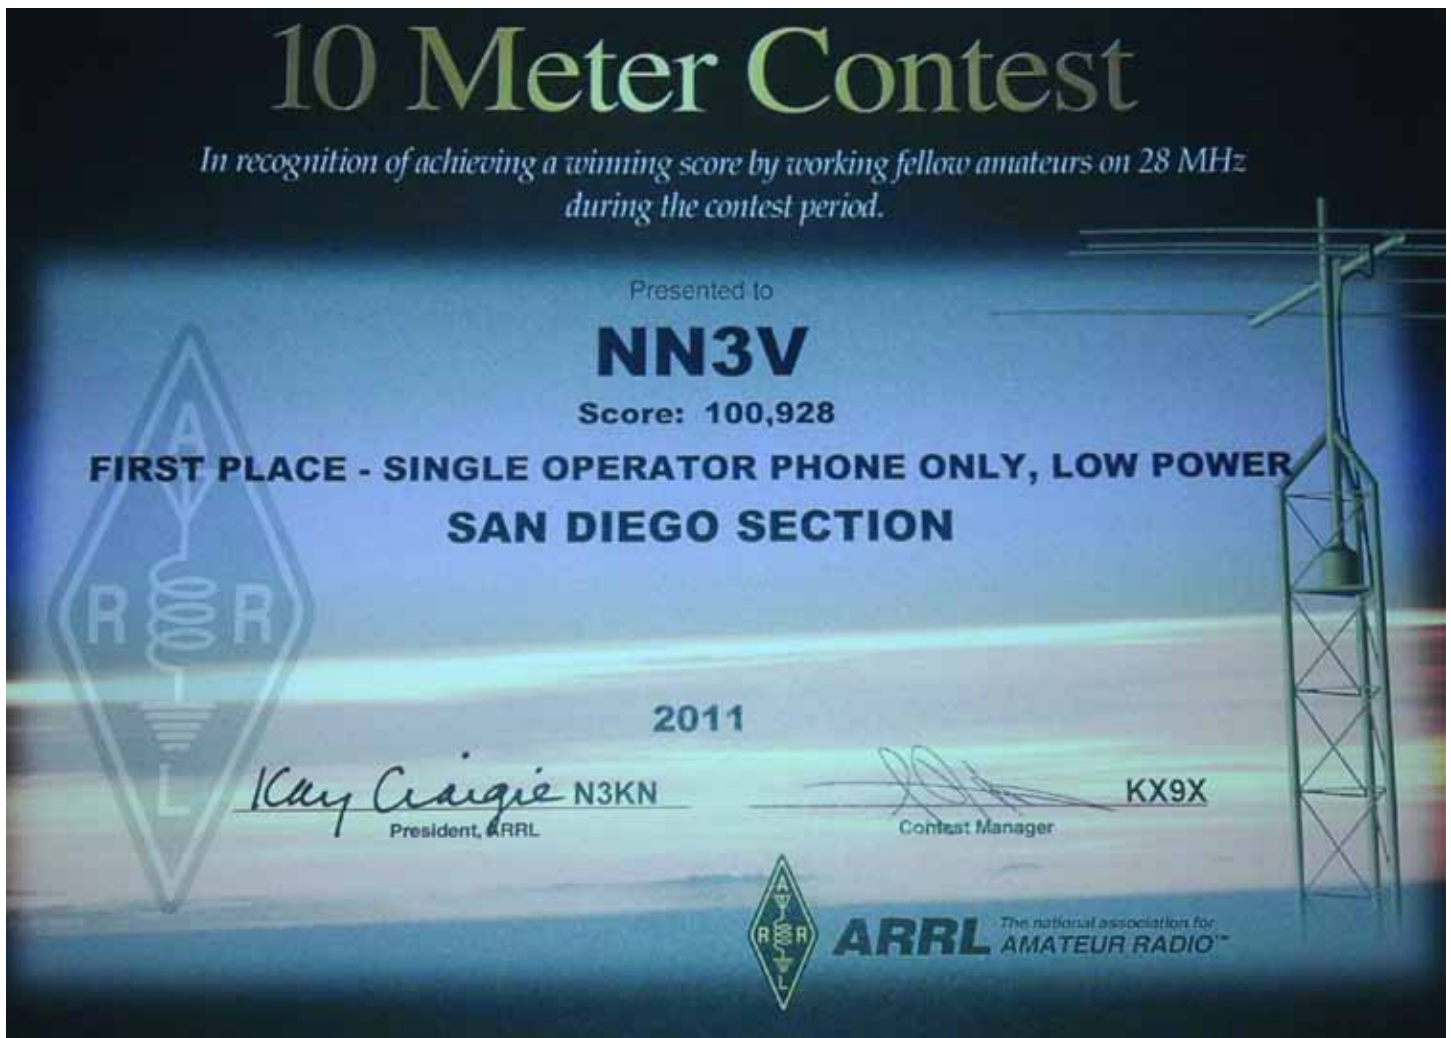 10 Meter Contest
In recognition of achieving a winning score by working fellow amateurs on 28 MHz
during the contest period.
Presented to
NN3V
Score: 100,928
FIRST PLACE - SINGLE OPERATOR PHONE ONLY, LOW POWER
SAN DIEGO SECTION
A
R R
L
2011
Kay Craigie N3KN
KX9X
President, ARRL
Contest Manager
A
R R
L
ARRL The national association for
AMATEUR RADIO™